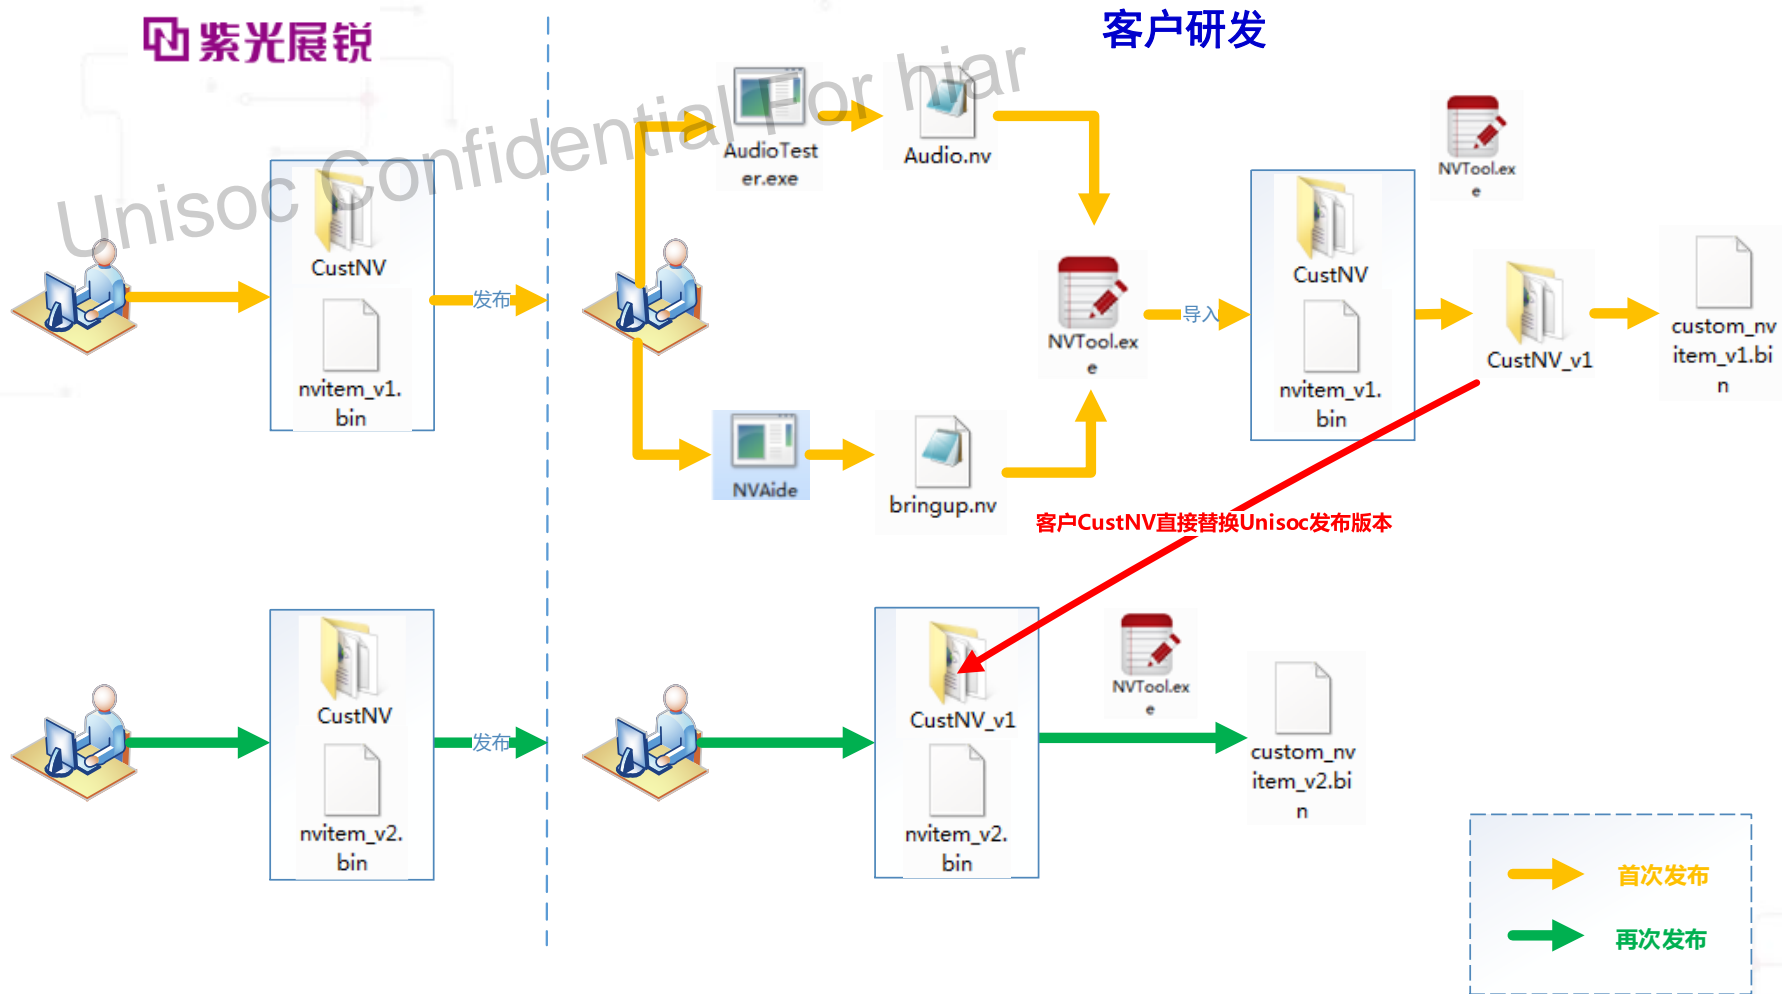 紫光展锐
客户研发
Unisoc Confidential For hiar
AudioTest
er.exe
Audio.nv
NVTool.ex
e
CustNV
nvitem_v1.
bin
发布
NVTool.ex
e
导入
CustNV
nvitem_v1.
bin
CustNV_v1
custom_nv
item_v1.bi
n
NVAide
bringup.nv
客户CustNV直接替换Unisoc发布版本
CustNV
nvitem_v2.
bin
发布
CustNV_v1
nvitem_v2.
bin
NVTool.ex
e
custom_nv
item_v2.bi
n
首次发布
再次发布